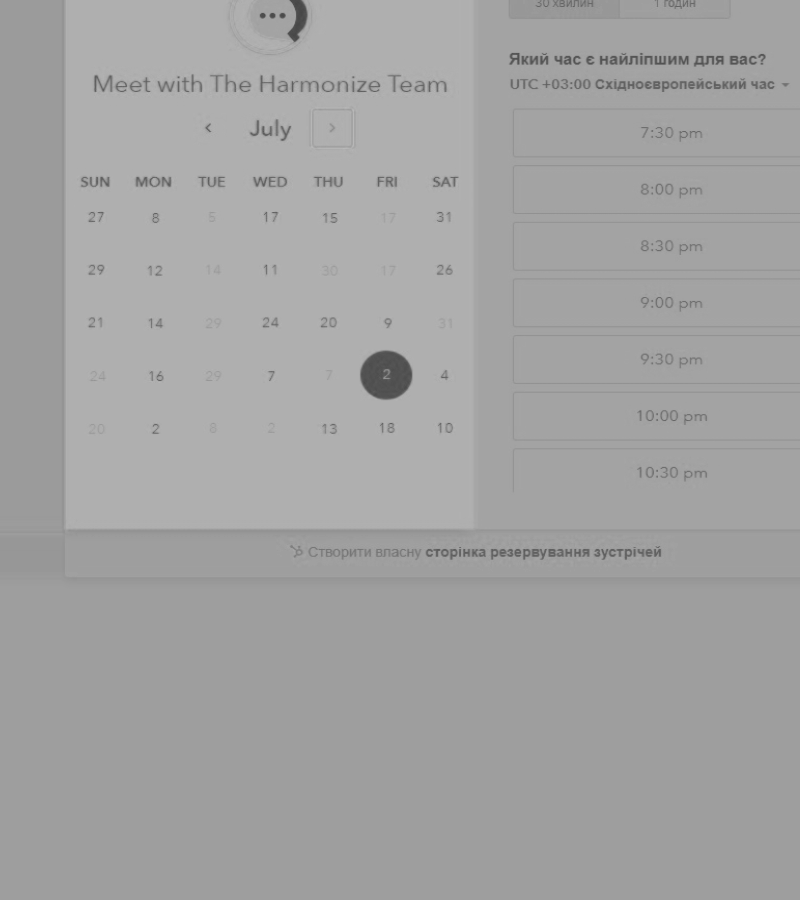 Meet with The Harmonize Team
July
SUN MON TUE WED THU FRI SAT
27 8 5 17 15 17 31
29 12 14 11 30 17 26
21 14 29 24 20 9 31
24 16 29 7 7 2 4
20 2 8 2 13 18 10
30 хвилин 1 годин
Який час є найліпшим для вас?
UTC +03:00 Східноєвропейський час
7:30 pm
8:00 pm
8:30 pm
9:00 pm
9:30 pm
10:00 pm
10:30 pm
Створити власну сторінка резервування зустрічей